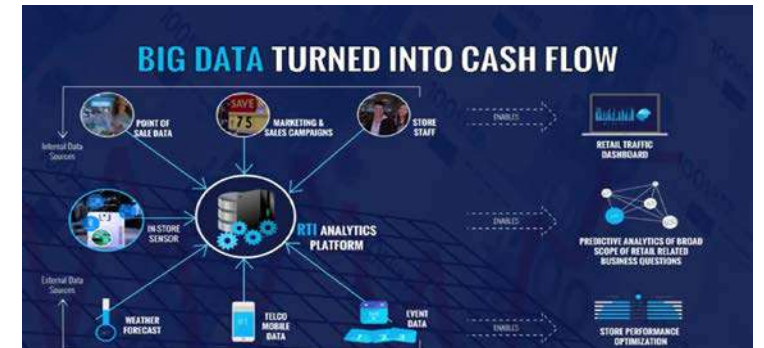 BIG DATA TURNED INTO CASH FLOW
POINT OF
SALE DATA
SAVE
75
MARKETING &
SALES CAMPAIGNS
STORE
STAFF
ENABLES
RETAIL TRAFFIC
DASHBOARD
Internal Data
Sources
IN-STORE
SENSOR
RTI ANALYTICS
PLATFORM
ENABLES
PREDICTIVE ANALYTICS OF BROAD
SCOPE OF RETAIL RELATED
BUSINESS QUESTIONS
External Data
Sources
WEATHER
FORECAST
TELCO
MOBILE
DATA
EVENT
DATA
ENABLES
STORE PERFORMANCE
OPTIMIZATION